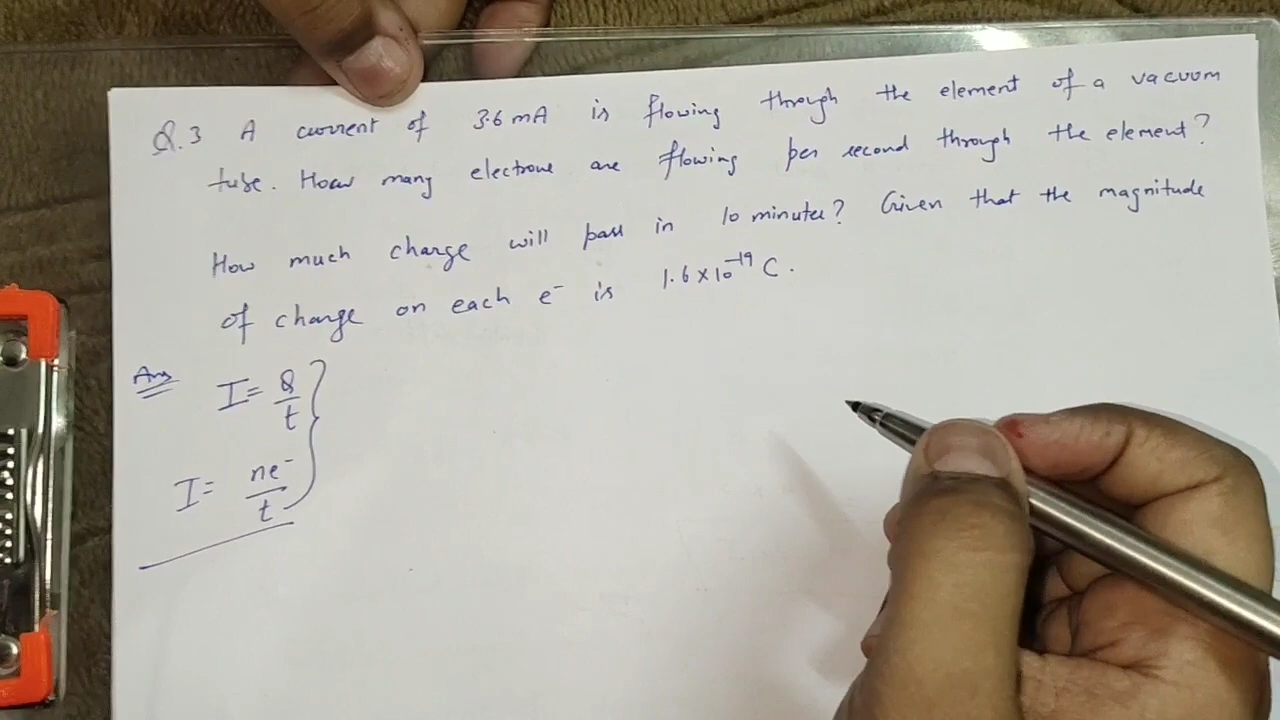 Q.3 A current of 3.6 mA is flowing through the element of a vacuum
tube. How many electrons are flowing per second through the element?
How much charge will pass in 10 minutes? Given that the magnitude
of charge on each e⁻ is 1.6×10⁻¹⁹ C.
Ans I = Q/t
I = ne⁻/t